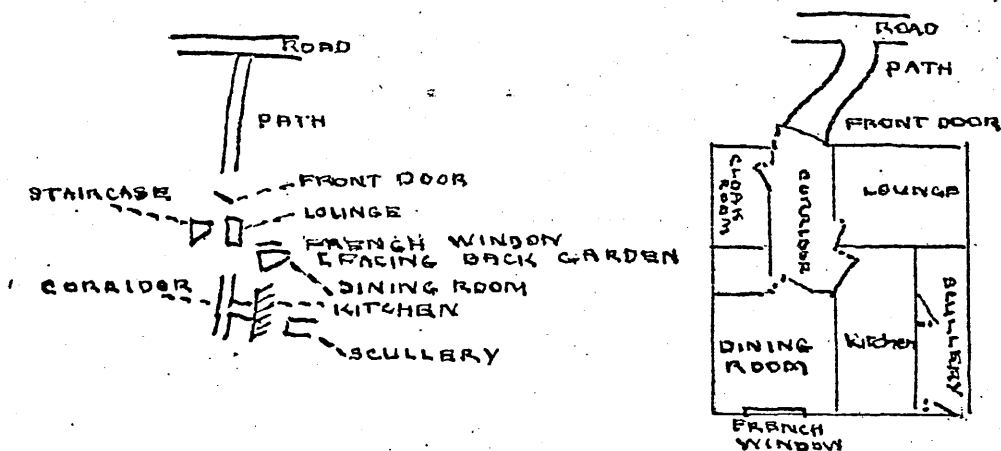 ROAD
PATH
STAIRCASE
FRONT DOOR
LOUNGE
FRENCH WINDOW
(FACING BACK GARDEN
CORRIDOR
DINING ROOM
KITCHEN
SCULLERY
ROAD
PATH
FRONT DOOR
CLOAK
ROOM
CURRIDOR
LOUNGE
DINING
ROOM
Kitchen
SCULLERY
FRENCH
WINDOW